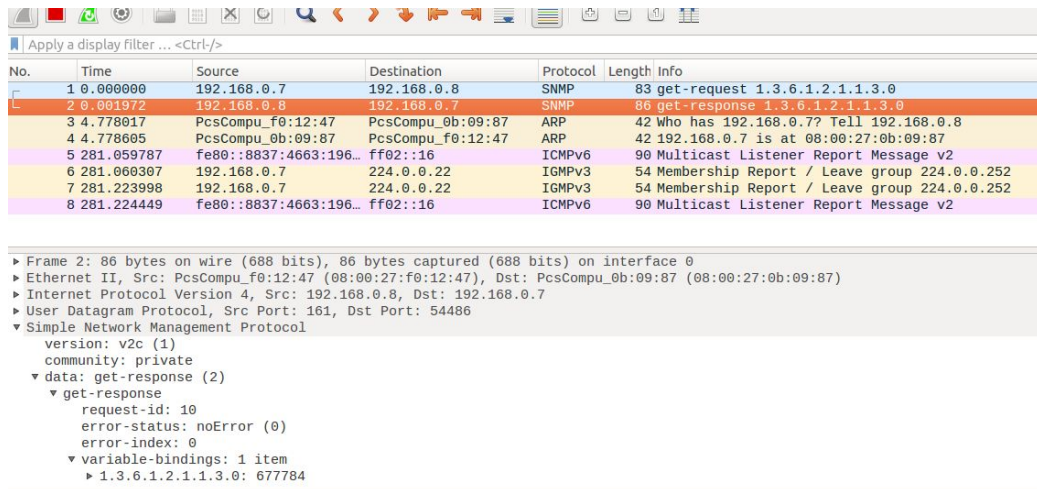 Apply a display filter ... <Ctrl-/>
No. Time Source Destination Protocol Length Info
1 0.000000 192.168.0.7 192.168.0.8 SNMP 83 get-request 1.3.6.1.2.1.1.3.0
2 0.001972 192.168.0.8 192.168.0.7 SNMP 86 get-response 1.3.6.1.2.1.1.3.0
3 4.778017 PcsCompu_f0:12:47 PcsCompu_0b:09:87 ARP 42 Who has 192.168.0.7? Tell 192.168.0.8
4 4.778605 PcsCompu_0b:09:87 PcsCompu_f0:12:47 ARP 42 192.168.0.7 is at 08:00:27:0b:09:87
5 281.059787 fe80::8837:4663:196… ff02::16 ICMPv6 90 Multicast Listener Report Message v2
6 281.060307 192.168.0.7 224.0.0.22 IGMPv3 54 Membership Report / Leave group 224.0.0.252
7 281.223998 192.168.0.7 224.0.0.22 IGMPv3 54 Membership Report / Leave group 224.0.0.252
8 281.224449 fe80::8837:4663:196… ff02::16 ICMPv6 90 Multicast Listener Report Message v2
Frame 2: 86 bytes on wire (688 bits), 86 bytes captured (688 bits) on interface 0
Ethernet II, Src: PcsCompu_f0:12:47 (08:00:27:f0:12:47), Dst: PcsCompu_0b:09:87 (08:00:27:0b:09:87)
Internet Protocol Version 4, Src: 192.168.0.8, Dst: 192.168.0.7
User Datagram Protocol, Src Port: 161, Dst Port: 54486
Simple Network Management Protocol
version: v2c (1)
community: private
data: get-response (2)
get-response
request-id: 10
error-status: noError (0)
error-index: 0
variable-bindings: 1 item
1.3.6.1.2.1.1.3.0: 677784